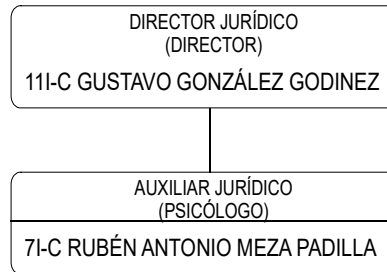 DIRECTOR JURÍDICO
(DIRECTOR)
11I-C GUSTAVO GONZÁLEZ GODINEZ
AUXILIAR JURÍDICO
(PSICÓLOGO)
7I-C RUBÉN ANTONIO MEZA PADILLA